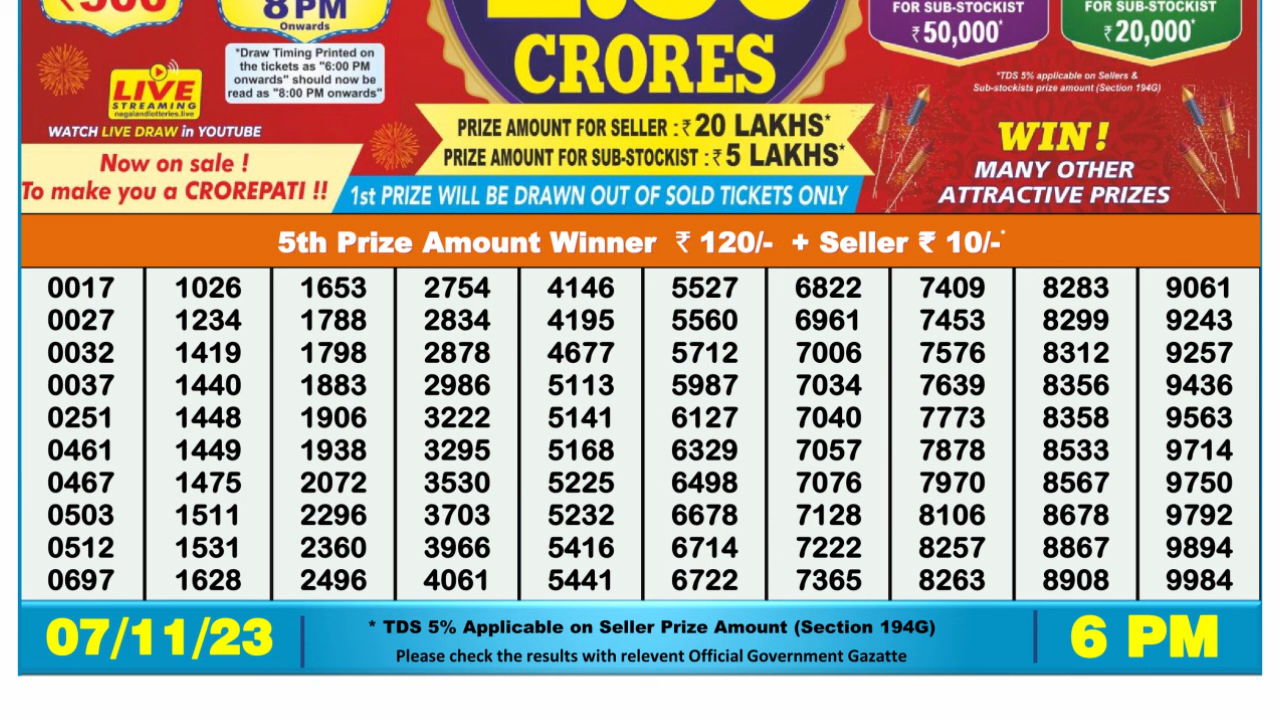 8 PM
Onwards
*Draw Timing Printed on
the tickets as "6:00 PM
onwards" should now be
read as "8:00 PM onwards"
LIVE
STREAMING
nagalandlotteries.live
WATCH LIVE DRAW in YOUTUBE
Now on sale !
To make you a CROREPATI !!
CRORES
PRIZE AMOUNT FOR SELLER : ₹ 20 LAKHS*
PRIZE AMOUNT FOR SUB-STOCKIST : ₹ 5 LAKHS*
1st PRIZE WILL BE DRAWN OUT OF SOLD TICKETS ONLY
FOR SUB-STOCKIST
₹ 50,000*
FOR SUB-STOCKIST
₹ 20,000*
*TDS 5% applicable on Sellers &
Sub-stockists prize amount (Section 194G)
WIN !
MANY OTHER
ATTRACTIVE PRIZES
5th Prize Amount Winner ₹ 120/- + Seller ₹ 10/-*
0017 1026 1653 2754 4146 5527 6822 7409 8283 9061
0027 1234 1788 2834 4195 5560 6961 7453 8299 9243
0032 1419 1798 2878 4677 5712 7006 7576 8312 9257
0037 1440 1883 2986 5113 5987 7034 7639 8356 9436
0251 1448 1906 3222 5141 6127 7040 7773 8358 9563
0461 1449 1938 3295 5168 6329 7057 7878 8533 9714
0467 1475 2072 3530 5225 6498 7076 7970 8567 9750
0503 1511 2296 3703 5232 6678 7128 8106 8678 9792
0512 1531 2360 3966 5416 6714 7222 8257 8867 9894
0697 1628 2496 4061 5441 6722 7365 8263 8908 9984
07/11/23
* TDS 5% Applicable on Seller Prize Amount (Section 194G)
Please check the results with relevent Official Government Gazatte
6 PM